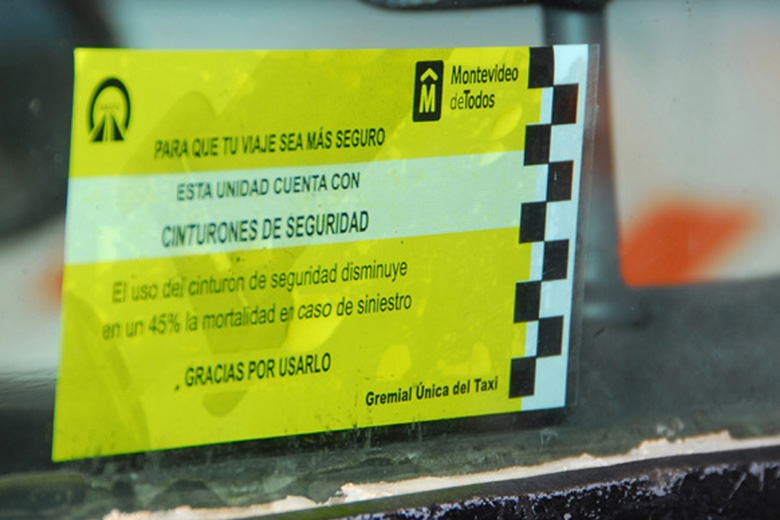 Montevideo
deTodos
PARA QUE TU VIAJE SEA MÁS SEGURO
ESTA UNIDAD CUENTA CON
CINTURONES DE SEGURIDAD
El uso del cinturón de seguridad disminuye
en un 45% la mortalidad en caso de siniestro
GRACIAS POR USARLO
Gremial Única del Taxi